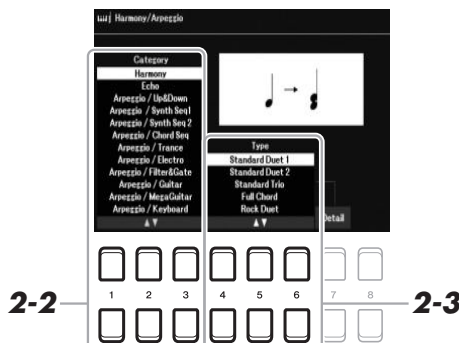 Harmony/Arpeggio
Category
Harmony
Echo
Arpeggio / Up&Down
Arpeggio / Synth Seq1
Arpeggio / Synth Seq 2
Arpeggio / Chord Seq
Arpeggio / Trance
Arpeggio / Electro
Arpeggio / Filter&Gate
Arpeggio / Guitar
Arpeggio / MegaGuitar
Arpeggio / Keyboard
Type
Standard Duet 1
Standard Duet 2
Standard Trio
Full Chord
Rock Duet
Detail
1 2 3 4 5 6 7 8
2-2
2-3